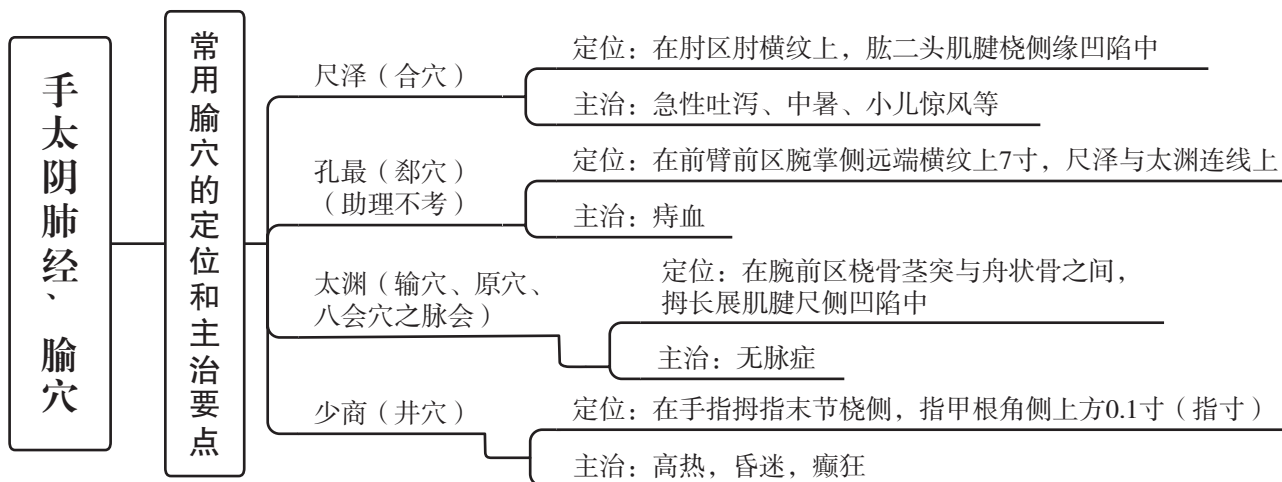 手太阴肺经、腧穴
常用腧穴的定位和主治要点
尺泽（合穴）
定位：在肘区肘横纹上，肱二头肌腱桡侧缘凹陷中
主治：急性吐泻、中暑、小儿惊风等
孔最（郄穴）
（助理不考）
定位：在前臂前区腕掌侧远端横纹上7寸，尺泽与太渊连线上
主治：痔血
太渊（输穴、原穴、
八会穴之脉会）
定位：在腕前区桡骨茎突与舟状骨之间，
拇长展肌腱尺侧凹陷中
主治：无脉症
少商（井穴）
定位：在手指拇指末节桡侧，指甲根角侧上方0.1寸（指寸）
主治：高热，昏迷，癫狂